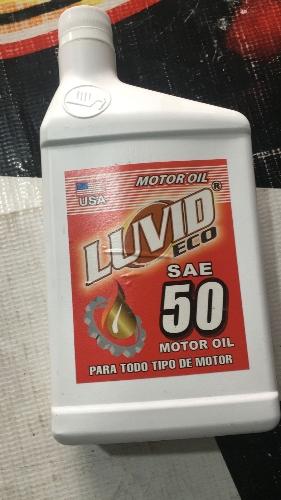 MOTOR OIL
USA
LUVID®
ECO
SAE
50
MOTOR OIL
PARA TODO TIPO DE MOTOR